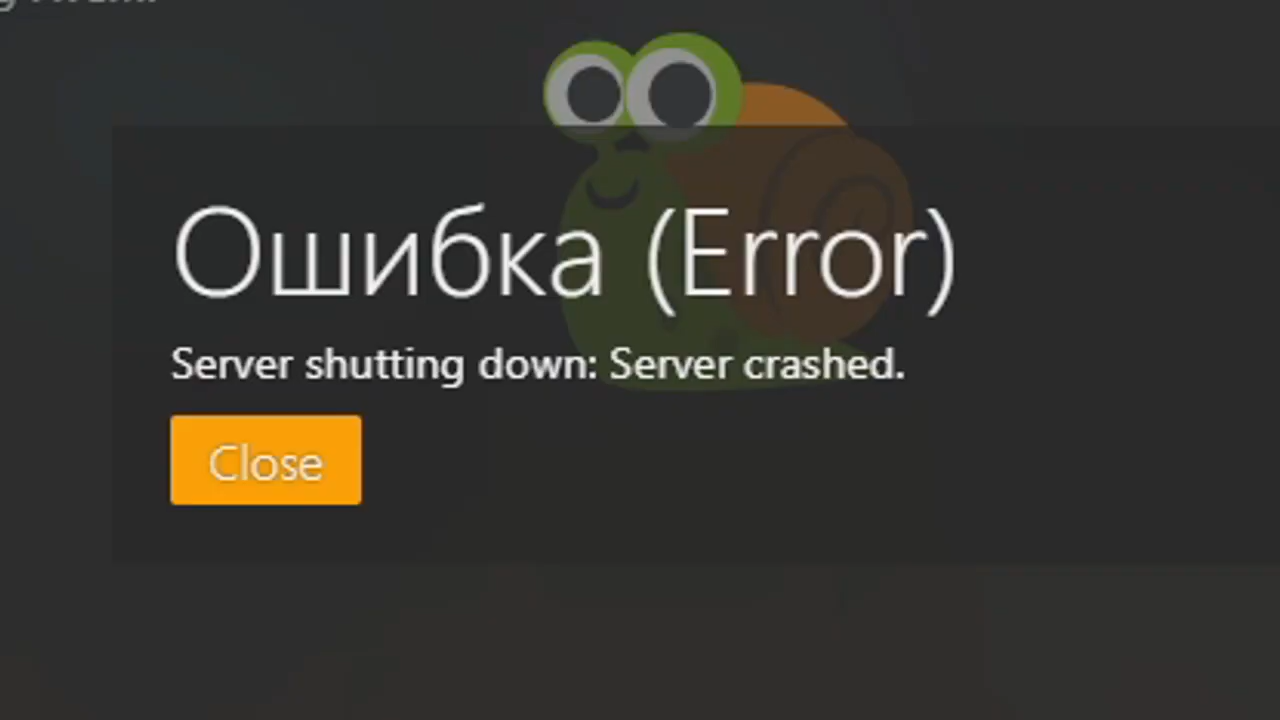 Ошибка (Error)
Server shutting down: Server crashed.
Close